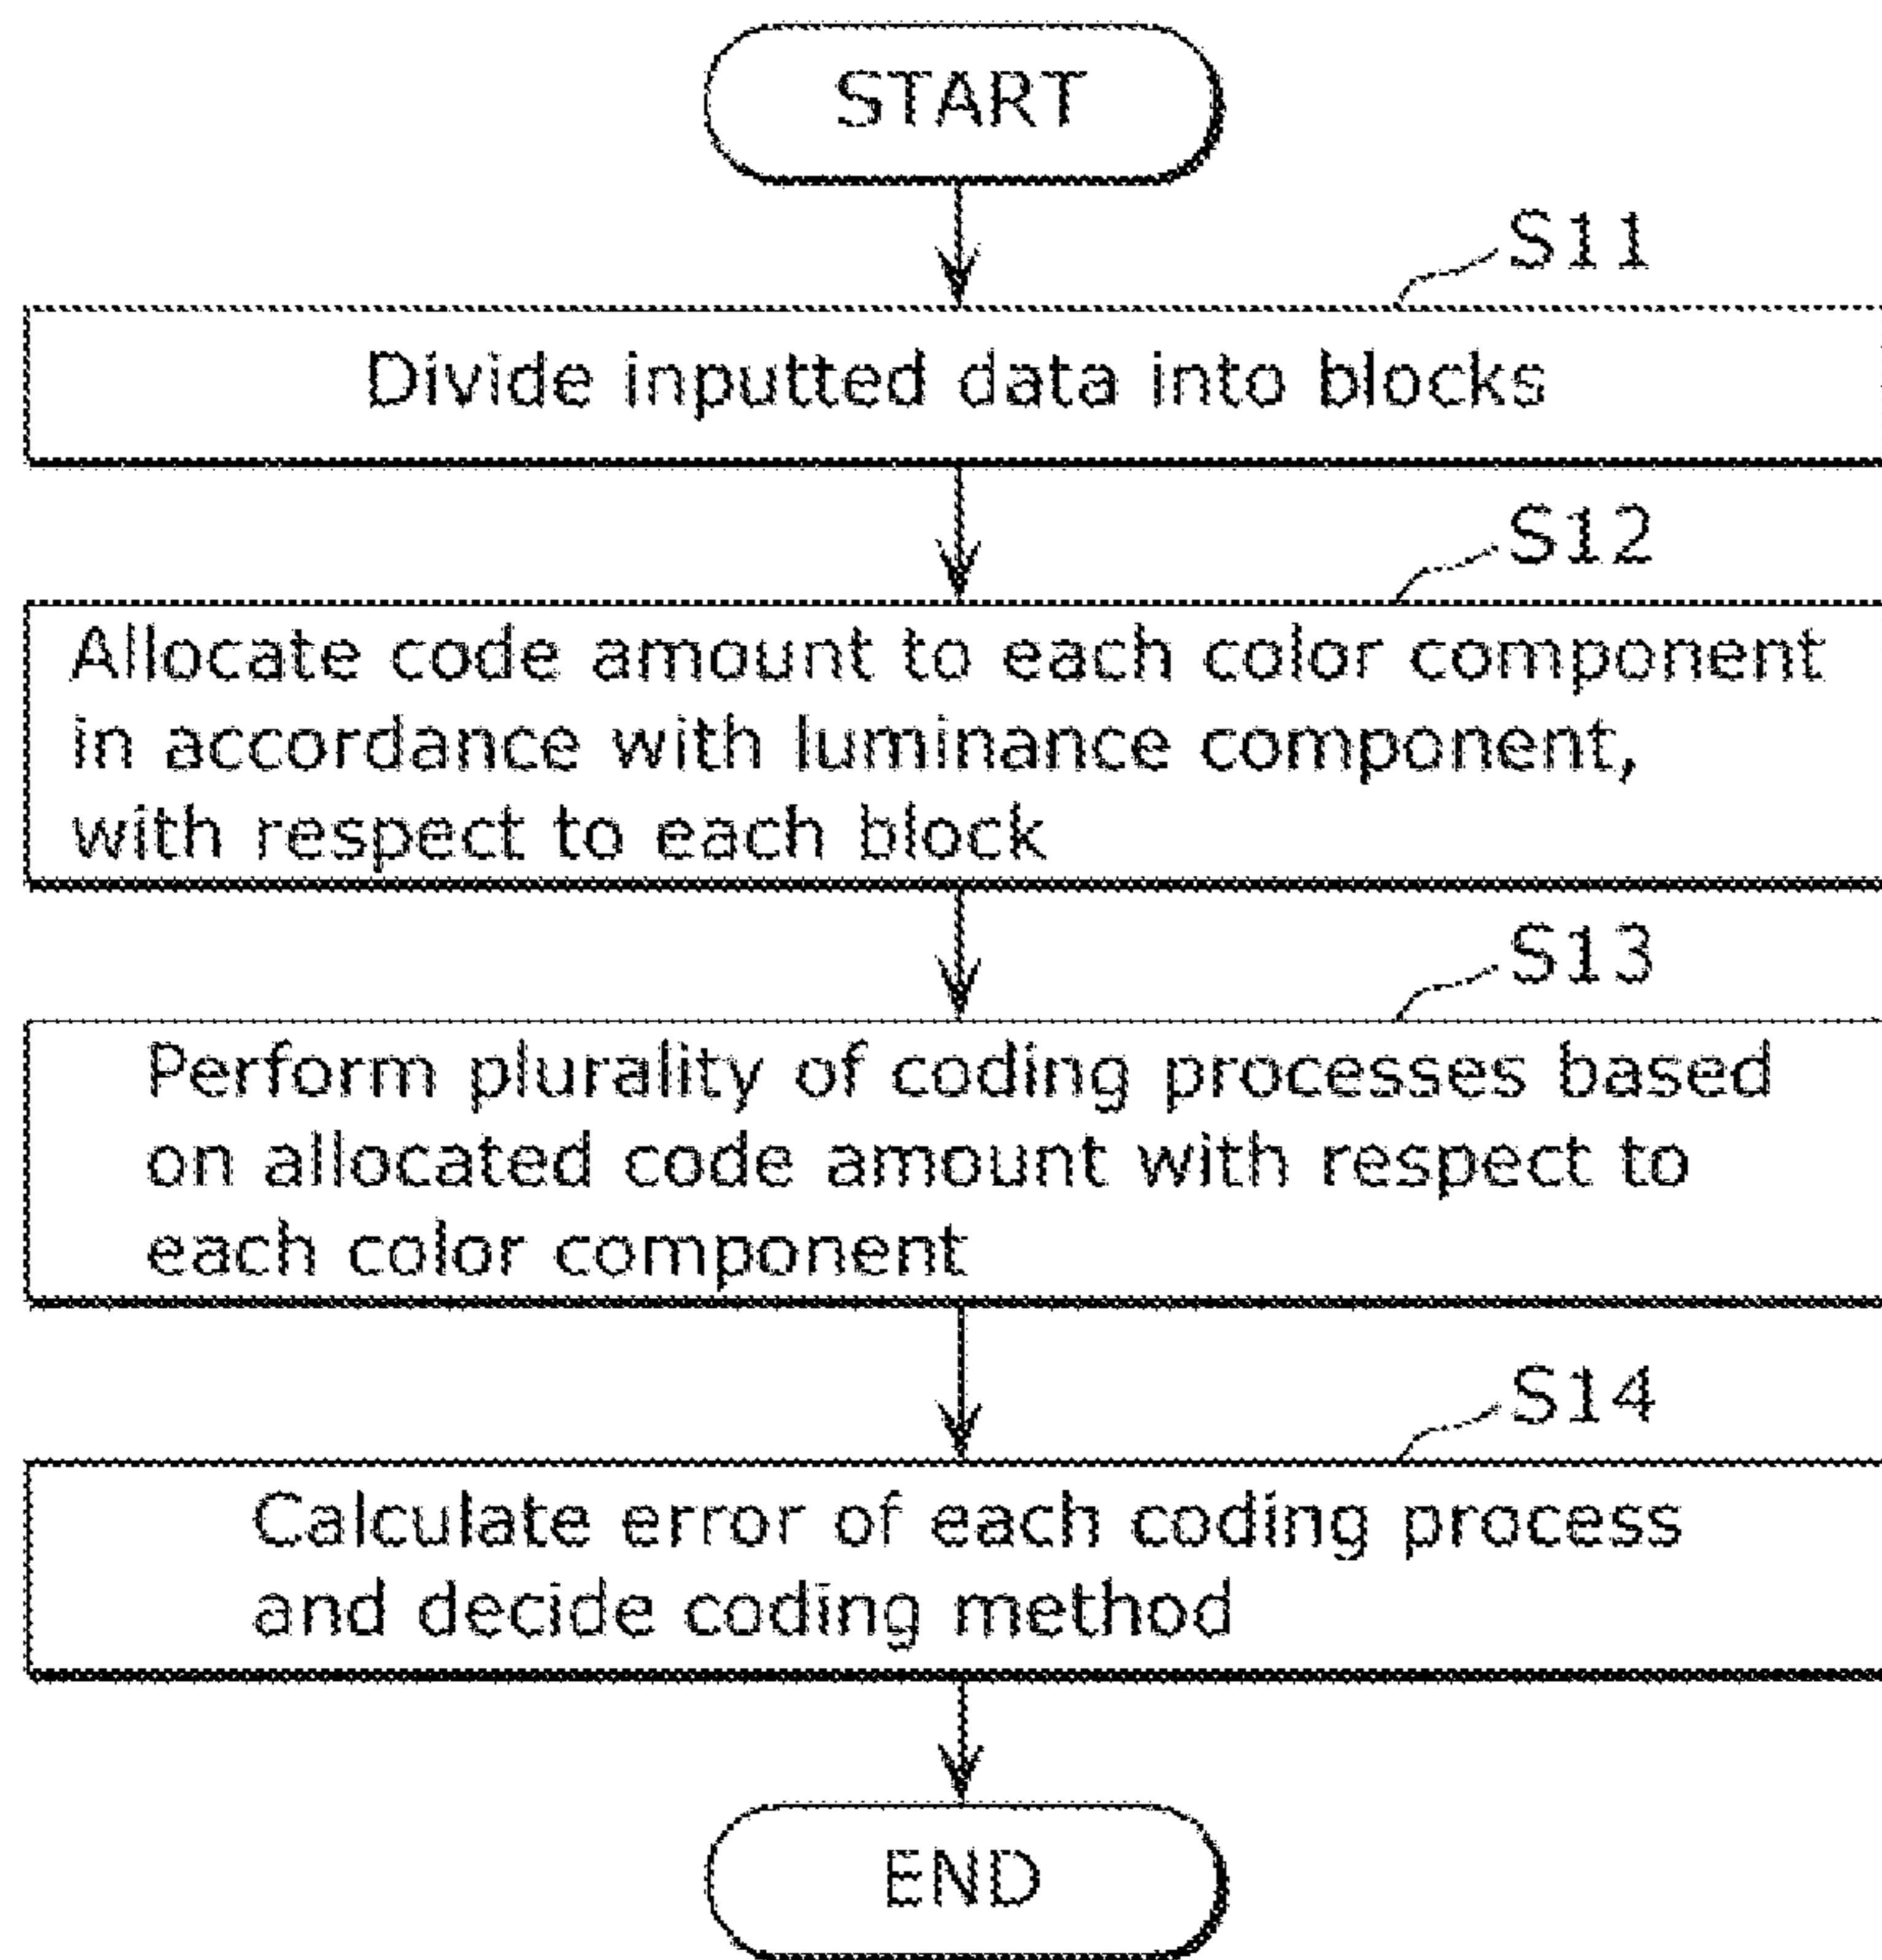 START
S11
Divide inputted data into blocks
S12
Allocate code amount to each color component
in accordance with luminance component,
with respect to each block
S13
Perform plurality of coding processes based
on allocated code amount with respect to
each color component
S14
Calculate error of each coding process
and decide coding method
END